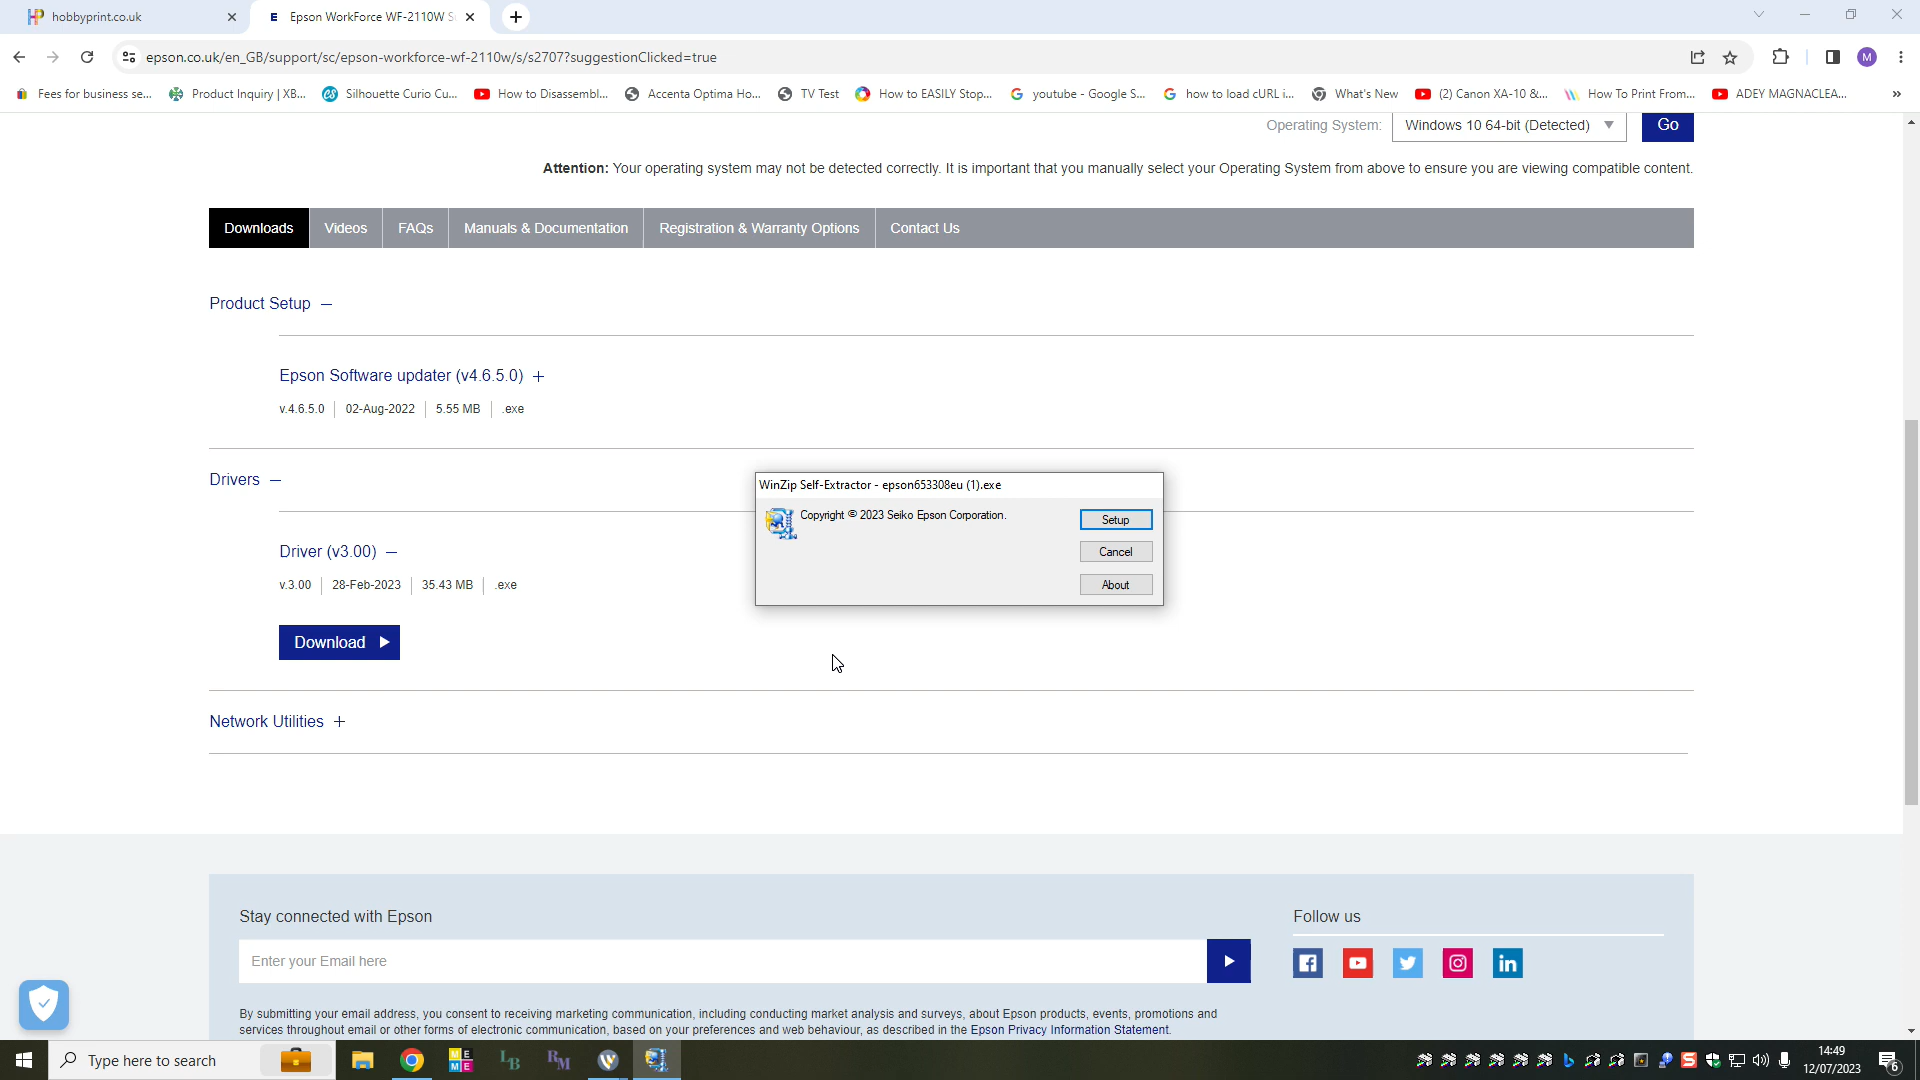 hobbyprint.co.uk
E Epson WorkForce WF-2110W S
epson.co.uk/en_GB/support/sc/epson-workforce-wf-2110w/s/s2707?suggestionClicked=true
M
Fees for business se...
Product Inquiry | XB...
Silhouette Curio Cu...
How to Disassembl...
Accenta Optima Ho...
TV Test
How to EASILY Stop...
youtube - Google S...
how to load cURL i...
What's New
(2) Canon XA-10 &...
How To Print From...
ADEY MAGNACLEA...
»
Operating System: Windows 10 64-bit (Detected) Go
Attention: Your operating system may not be detected correctly. It is important that you manually select your Operating System from above to ensure you are viewing compatible content.
Downloads Videos FAQs Manuals & Documentation Registration & Warranty Options Contact Us
Product Setup –
Epson Software updater (v4.6.5.0) +
v.4.6.5.0 02-Aug-2022 5.55 MB .exe
Drivers –
Driver (v3.00) –
v.3.00 28-Feb-2023 35.43 MB .exe
Download
WinZip Self-Extractor - epson653308eu (1).exe
Copyright © 2023 Seiko Epson Corporation.
Setup
Cancel
About
Network Utilities +
Stay connected with Epson
Enter your Email here
By submitting your email address, you consent to receiving marketing communication, including conducting market analysis and surveys, about Epson products, events, promotions and
services throughout email or other forms of electronic communication, based on your preferences and web behaviour, as described in the Epson Privacy Information Statement.
Follow us
Type here to search
ME
ME
LB
RM
14:49
12/07/2023
6